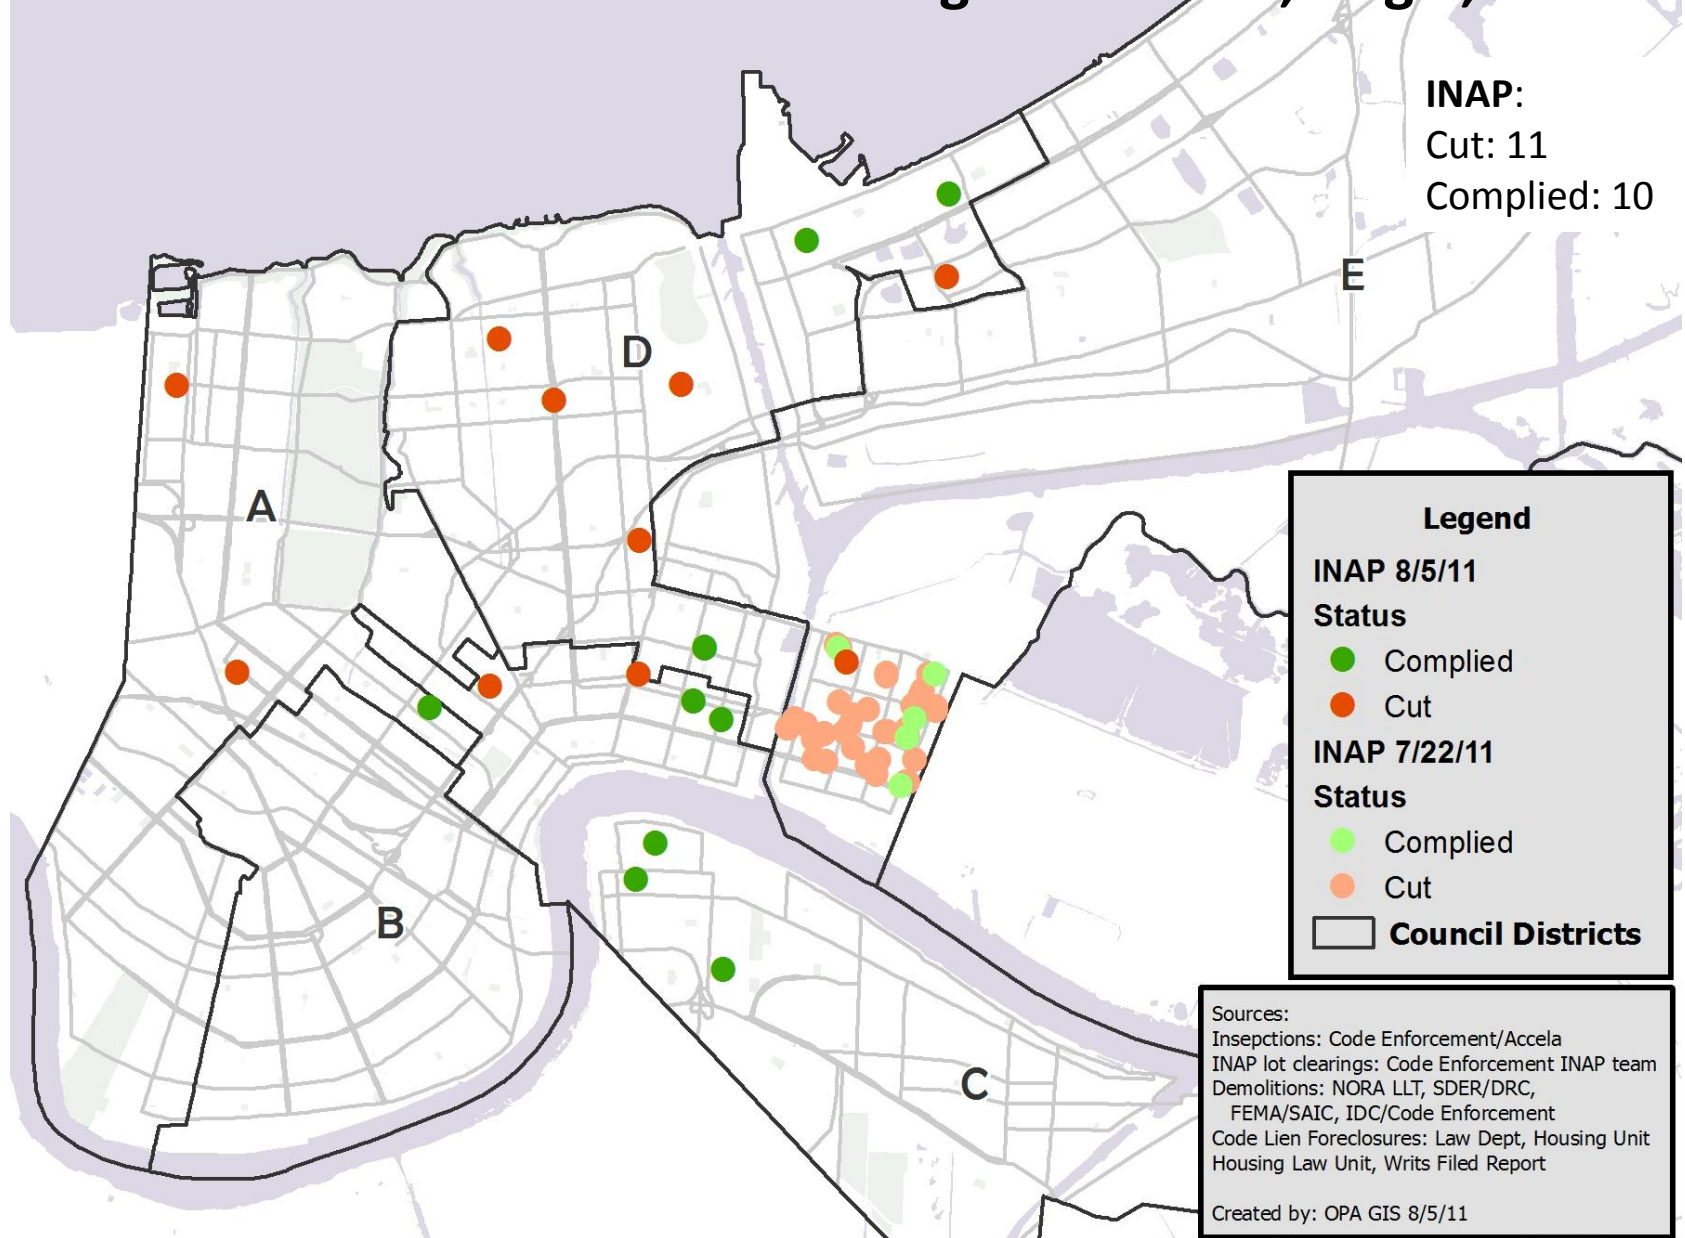 INAP:
Cut: 11
Complied: 10
E
D
A
B
C
Legend
INAP 8/5/11
Status
Complied
Cut
INAP 7/22/11
Status
Complied
Cut
Council Districts
Sources:
Insepctions: Code Enforcement/Accela
INAP lot clearings: Code Enforcement INAP team
Demolitions: NORA LLT, SDER/DRC,
FEMA/SAIC, IDC/Code Enforcement
Code Lien Foreclosures: Law Dept, Housing Unit
Housing Law Unit, Writs Filed Report
Created by: OPA GIS 8/5/11